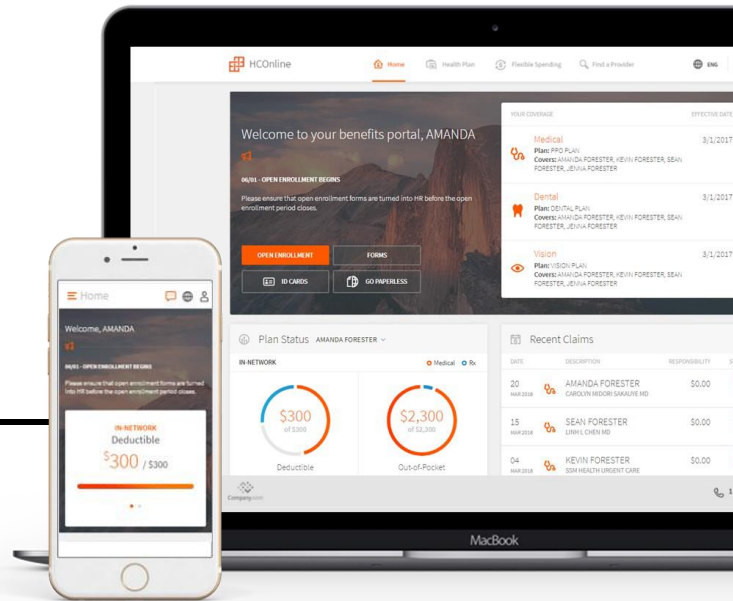 HCOnline
Home
Health Plan
Flexible Spending
Find a Provider
ENG
Welcome to your benefits portal, AMANDA
06/01 - OPEN ENROLLMENT BEGINS
Please ensure that open enrollment forms are turned into HR before the open
enrollment period closes.
OPEN ENROLLMENT
FORMS
ID CARDS
GO PAPERLESS
YOUR COVERAGE
EFFECTIVE DATE
Medical
3/1/2017
Plan: PPO PLAN
Covers: AMANDA FORESTER, KEVIN FORESTER, SEAN
FORESTER, JENNA FORESTER
Dental
3/1/2017
Plan: DENTAL PLAN
Covers: AMANDA FORESTER, KEVIN FORESTER, SEAN
FORESTER, JENNA FORESTER
Vision
3/1/2017
Plan: VISION PLAN
Covers: AMANDA FORESTER, KEVIN FORESTER, SEAN
FORESTER, JENNA FORESTER
Plan Status AMANDA FORESTER
IN-NETWORK
Medical Rx
$300
of $300
Deductible
$2,300
of $2,300
Out-of-Pocket
Recent Claims
DATE DESCRIPTION RESPONSIBILITY
20 AMANDA FORESTER $0.00
MAR 2018 CAROLYN MIDORI SAKAUYE MD
15 SEAN FORESTER $0.00
MAR 2018 LINH L CHEN MD
04 KEVIN FORESTER $0.00
MAR 2018 SSM HEALTH URGENT CARE
Company
1
MacBook
Home
Welcome, AMANDA
06/01 - OPEN ENROLLMENT BEGINS
Please ensure that open enrollment forms are turned
into HR before the open enrollment period closes.
IN-NETWORK
Deductible
$300 / $300